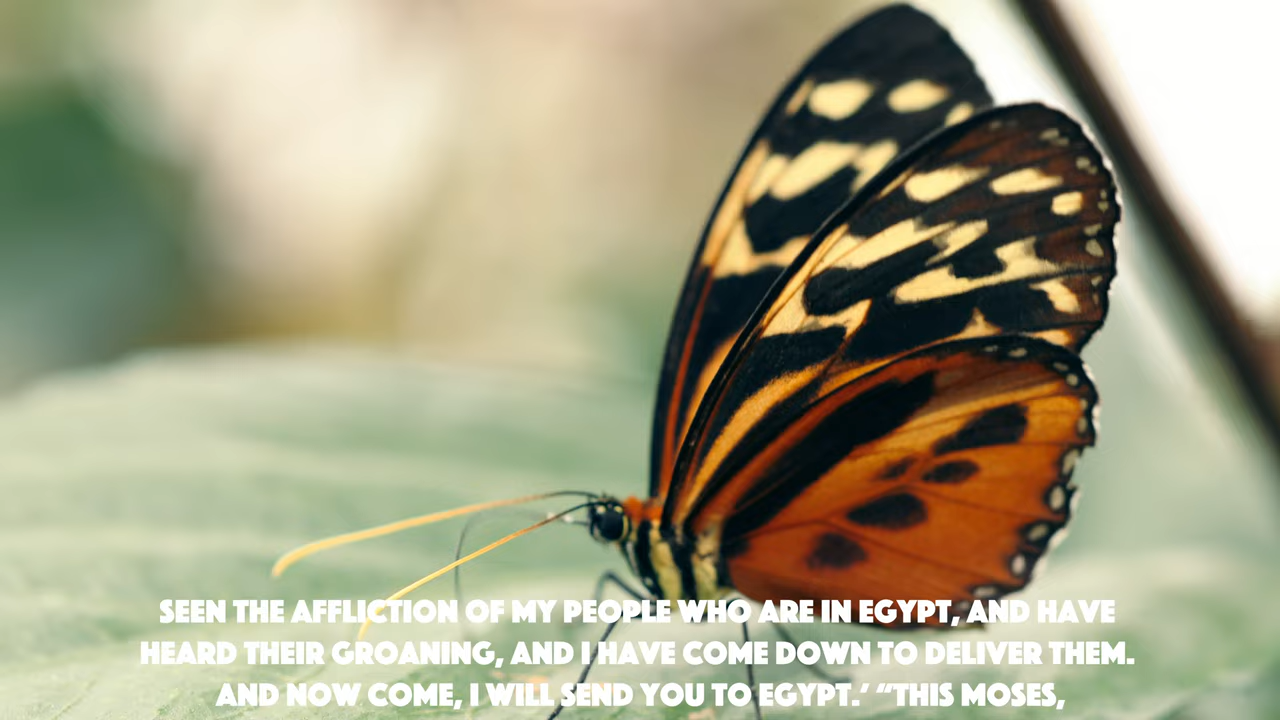 SEEN THE AFFLICTION OF MY PEOPLE WHO ARE IN EGYPT, AND HAVE
HEARD THEIR GROANING, AND I HAVE COME DOWN TO DELIVER THEM.
AND NOW COME, I WILL SEND YOU TO EGYPT.’ “THIS MOSES,